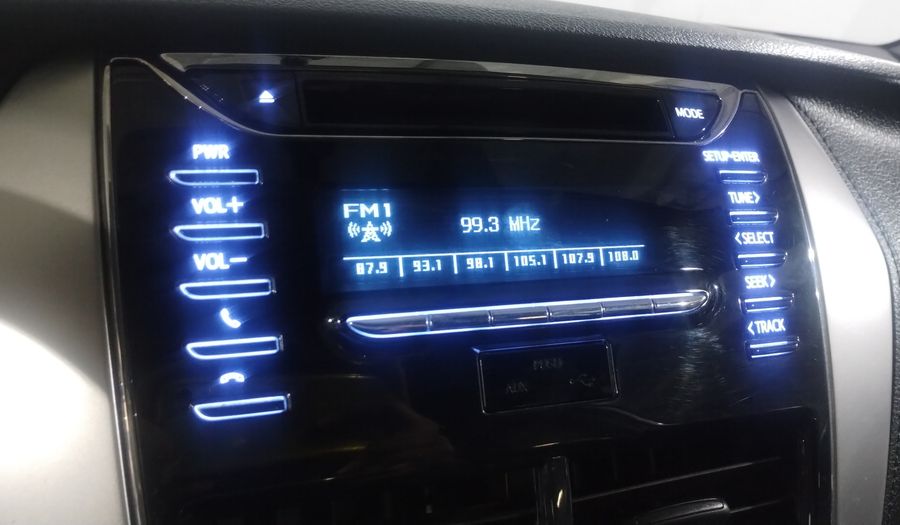 MODE
PWR
VOL+
VOL-
FM1
99.3 MHz
87.9 93.1 98.1 105.1 107.9 108.0
SETUP·ENTER
TUNE>
<SELECT
SEEK>
<TRACK
PUSH
AUX